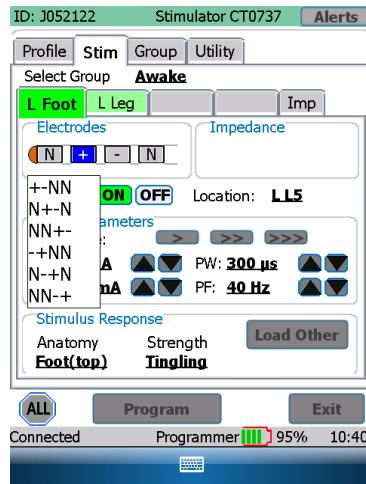 ID: J052122 Stimulator CT0737 Alerts
Profile Stim Group Utility
Select Group Awake
L Foot L Leg Imp
Electrodes Impedance
N + - N
+-NN
N+-N
NN+-
-+NN
N-+N
NN-+
ON OFF Location: L L5
ameters
: > >> >>>
A PW: 300 µs
mA PF: 40 Hz
Stimulus Response
Anatomy Strength Load Other
Foot(top) Tingling
ALL Program Exit
Connected Programmer 95% 10:40